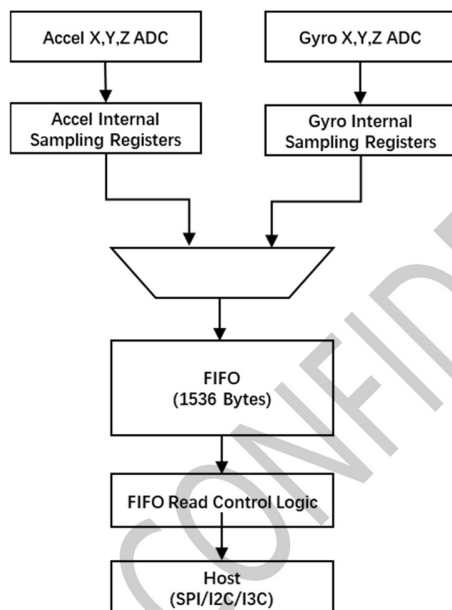 Accel X,Y,Z ADC
Gyro X,Y,Z ADC
Accel Internal
Sampling Registers
Gyro Internal
Sampling Registers
FIFO
(1536 Bytes)
FIFO Read Control Logic
Host
(SPI/I2C/I3C)
CONFIDE